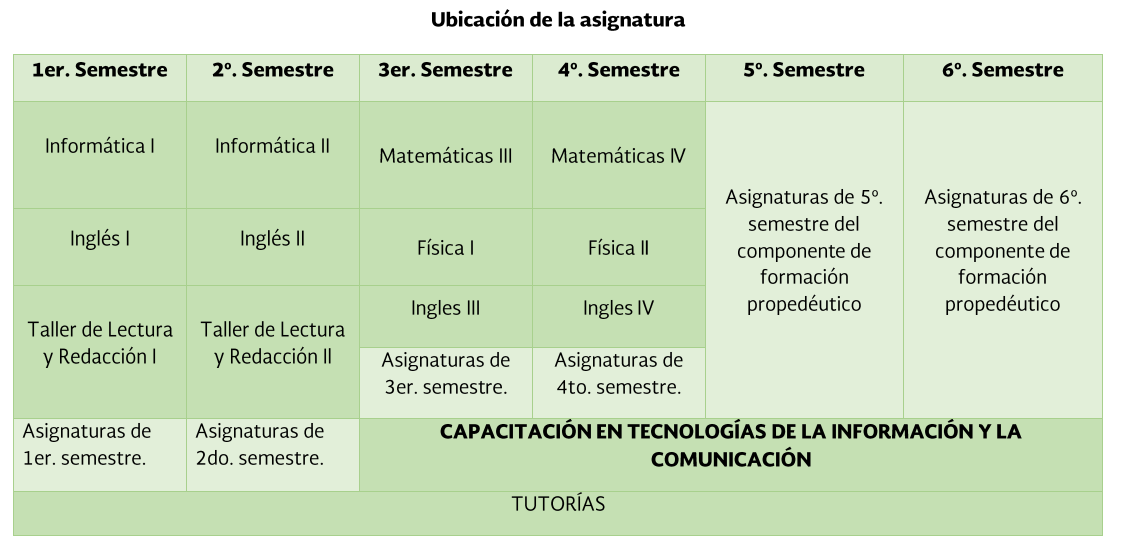 Ubicación de la asignatura
1er. Semestre
2º. Semestre
3er. Semestre
4º. Semestre
5º. Semestre
6º. Semestre
Informática I
Informática II
Matemáticas III
Matemáticas IV
Asignaturas de 5º.
semestre del
componente de
formación
propedéutico
Asignaturas de 6º.
semestre del
componente de
formación
propedéutico
Inglés I
Inglés II
Física I
Física II
Taller de Lectura
y Redacción I
Taller de Lectura
y Redacción II
Ingles III
Ingles IV
Asignaturas de
3er. semestre.
Asignaturas de
4to. semestre.
Asignaturas de
1er. semestre.
Asignaturas de
2do. semestre.
CAPACITACIÓN EN TECNOLOGÍAS DE LA INFORMACIÓN Y LA
COMUNICACIÓN
TUTORÍAS